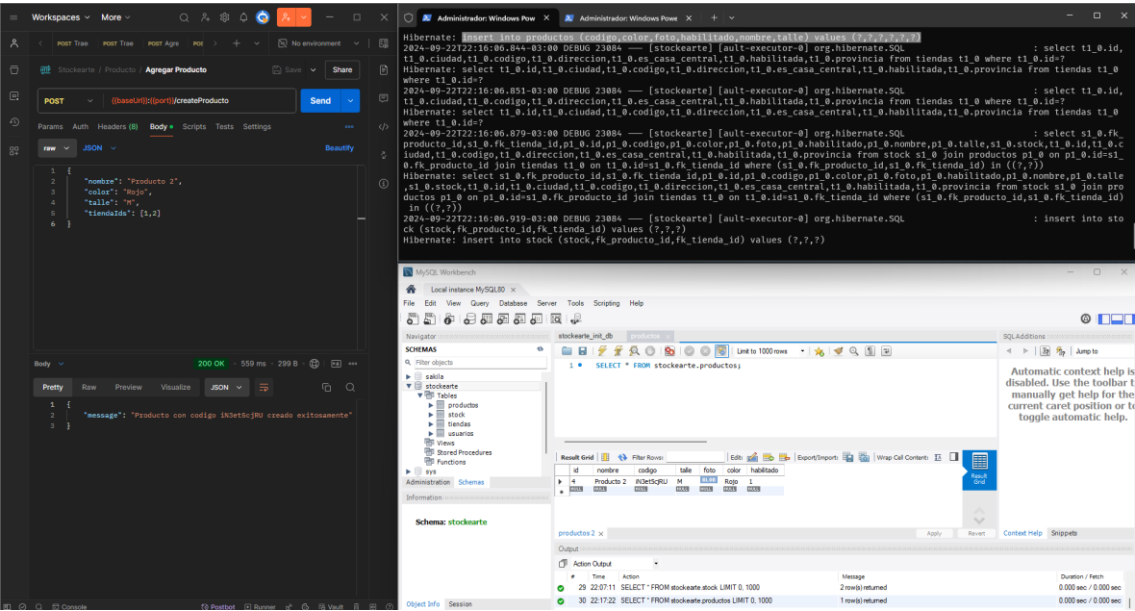 Workspaces More
POST Trae POST Trae POST Agre POST No environment
Stockearte / Producto / Agregar Producto Save Share
POST {{baseUrl}}:{{port}}/createProducto Send
Params Auth Headers (8) Body Scripts Tests Settings
raw JSON Beautify
1 {
2 "nombre": "Producto 2",
3 "color": "Rojo",
4 "talle": "M",
5 "tiendaIds": [1,2]
6 }
Body 200 OK 559 ms 299 B
Pretty Raw Preview Visualize JSON
1 {
2 "message": "Producto con codigo iN3etScjRU creado exitosamente"
3 }
Console Postbot Runner Vault
Administrador: Windows Pow Administrador: Windows Powe
Hibernate: insert into productos (codigo,color,foto,habilitado,nombre,talle) values (?,?,?,?,?,?)
2024-09-22T22:16:06.844-03:00 DEBUG 23084 --- [stockearte] [ault-executor-0] org.hibernate.SQL : select t1_0.id,
t1_0.ciudad,t1_0.codigo,t1_0.direccion,t1_0.es_casa_central,t1_0.habilitada,t1_0.provincia from tiendas t1_0 where t1_0.id=?
Hibernate: select t1_0.id,t1_0.ciudad,t1_0.codigo,t1_0.direccion,t1_0.es_casa_central,t1_0.habilitada,t1_0.provincia from tiendas t1_0
where t1_0.id=?
2024-09-22T22:16:06.851-03:00 DEBUG 23084 --- [stockearte] [ault-executor-0] org.hibernate.SQL : select t1_0.id,
t1_0.ciudad,t1_0.codigo,t1_0.direccion,t1_0.es_casa_central,t1_0.habilitada,t1_0.provincia from tiendas t1_0 where t1_0.id=?
Hibernate: select t1_0.id,t1_0.ciudad,t1_0.codigo,t1_0.direccion,t1_0.es_casa_central,t1_0.habilitada,t1_0.provincia from tiendas t1_0
where t1_0.id=?
2024-09-22T22:16:06.879-03:00 DEBUG 23084 --- [stockearte] [ault-executor-0] org.hibernate.SQL : select s1_0.fk_
producto_id,s1_0.fk_tienda_id,p1_0.id,p1_0.codigo,p1_0.color,p1_0.foto,p1_0.habilitado,p1_0.nombre,p1_0.talle,s1_0.stock,t1_0.id,t1_0.c
iudad,t1_0.codigo,t1_0.direccion,t1_0.es_casa_central,t1_0.habilitada,t1_0.provincia from stock s1_0 join productos p1_0 on p1_0.id=s1_
0.fk_producto_id join tiendas t1_0 on t1_0.id=s1_0.fk_tienda_id where (s1_0.fk_producto_id,s1_0.fk_tienda_id) in ((?,?))
Hibernate: select s1_0.fk_producto_id,s1_0.fk_tienda_id,p1_0.id,p1_0.codigo,p1_0.color,p1_0.foto,p1_0.habilitado,p1_0.nombre,p1_0.talle
,s1_0.stock,t1_0.id,t1_0.ciudad,t1_0.codigo,t1_0.direccion,t1_0.es_casa_central,t1_0.habilitada,t1_0.provincia from stock s1_0 join pro
ductos p1_0 on p1_0.id=s1_0.fk_producto_id join tiendas t1_0 on t1_0.id=s1_0.fk_tienda_id where (s1_0.fk_producto_id,s1_0.fk_tienda_id)
in ((?,?))
2024-09-22T22:16:06.919-03:00 DEBUG 23084 --- [stockearte] [ault-executor-0] org.hibernate.SQL : insert into sto
ck (stock,fk_producto_id,fk_tienda_id) values (?,?,?)
Hibernate: insert into stock (stock,fk_producto_id,fk_tienda_id) values (?,?,?)
MySQL Workbench
Local instance MySQL80
File Edit View Query Database Server Tools Scripting Help
Navigator
SCHEMAS
Filter objects
sakila
stockearte
Tables
productos
stock
tiendas
usuarios
Views
Stored Procedures
Functions
sys
Administration Schemas
Information
Schema: stockearte
Object Info Session
stockearte_init_db productos
Limit to 1000 rows
1 SELECT * FROM stockearte.productos;
Result Grid Filter Rows: Edit: Export/Import: Wrap Cell Content:
id nombre codigo talle foto color habilitado
4 Producto 2 iN3etScjRU M BLOB Rojo 1
NULL NULL NULL NULL NULL NULL NULL
Result Grid
productos 2 Apply Revert
SQLAdditions
Jump to
Automatic context help is
disabled. Use the toolbar t
manually get help for the
current caret position or to
toggle automatic help.
Context Help Snippets
Output
Action Output
# Time Action Message Duration / Fetch
29 22:07:11 SELECT * FROM stockearte.stock LIMIT 0, 1000 2 row(s) returned 0.000 sec / 0.000 sec
30 22:17:22 SELECT * FROM stockearte.productos LIMIT 0, 1000 1 row(s) returned 0.000 sec / 0.000 sec